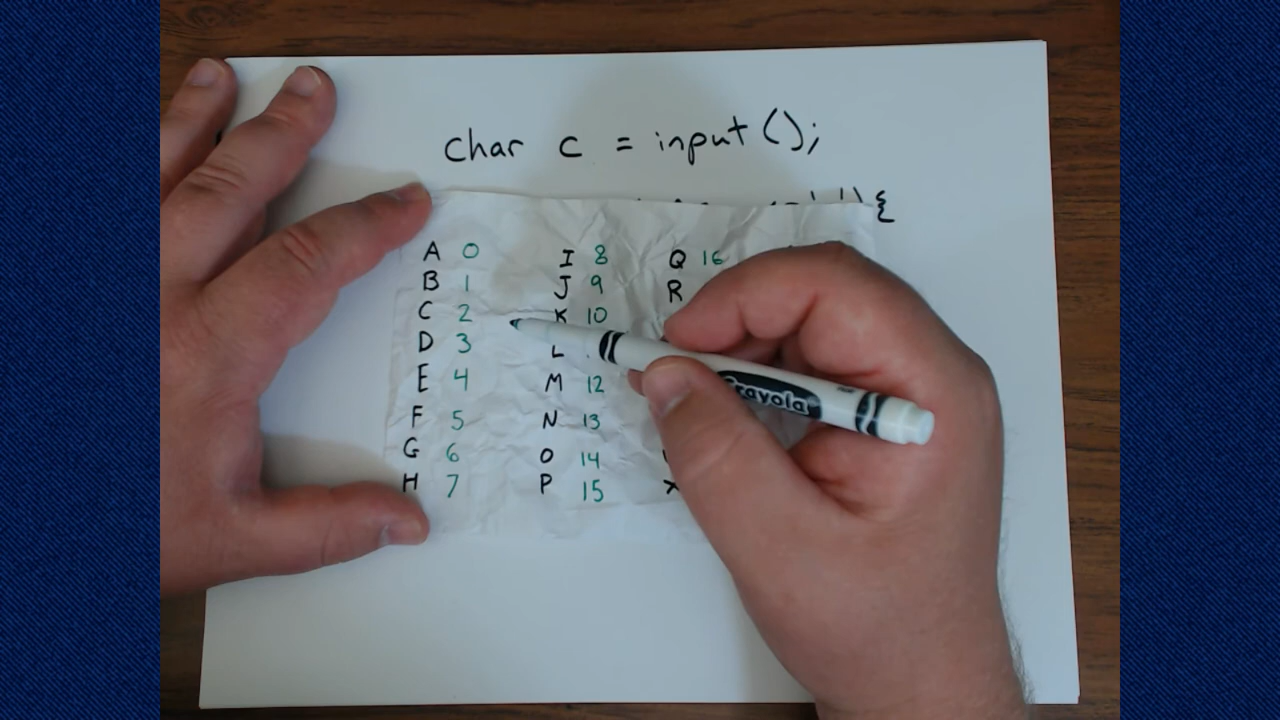 char c = input();
{
A 0 I 8 Q 16
B 1 J 9 R
C 2 K 10
D 3 L
E 4 M 12
F 5 N 13
G 6 O 14
H 7 P 15 X
Crayola